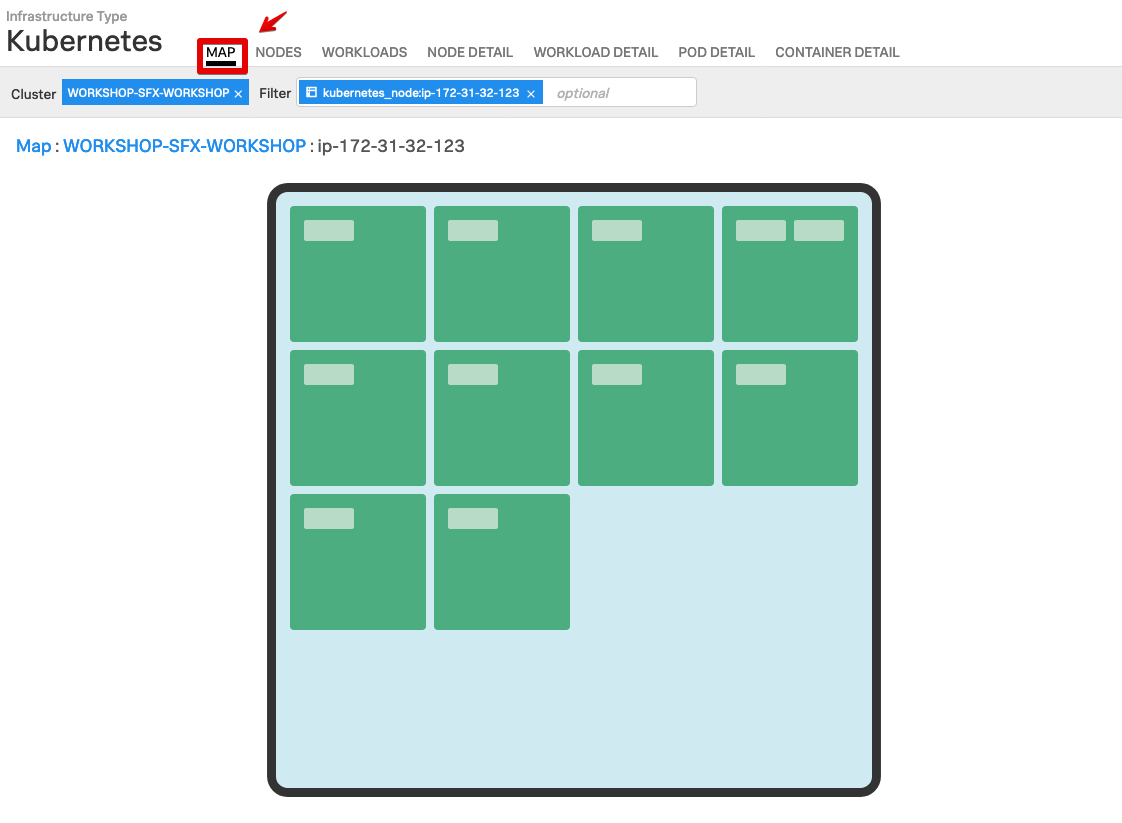 Infrastructure Type
Kubernetes
MAP NODES WORKLOADS NODE DETAIL WORKLOAD DETAIL POD DETAIL CONTAINER DETAIL
Cluster WORKSHOP-SFX-WORKSHOP × Filter kubernetes_node:ip-172-31-32-123 × optional
Map : WORKSHOP-SFX-WORKSHOP : ip-172-31-32-123